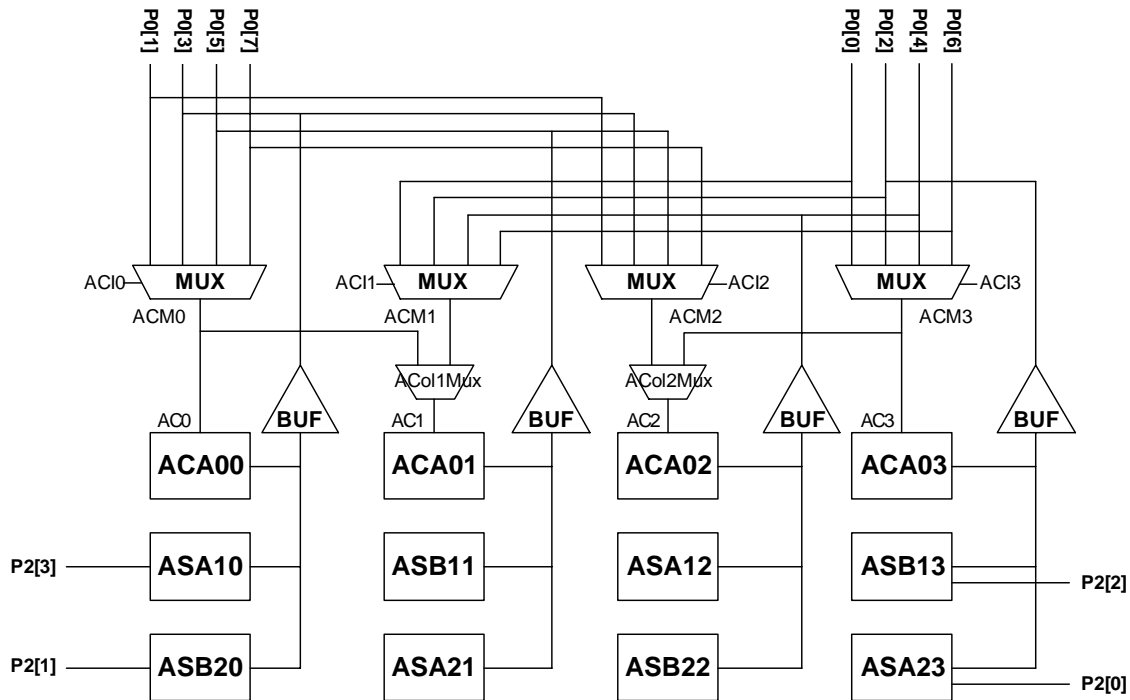 P0[1]
P0[3]
P0[5]
P0[7]
P0[0]
P0[2]
P0[4]
P0[6]
ACI0
MUX
ACI1
MUX
MUX
ACI2
MUX
ACI3
ACM0
ACM1
ACM2
ACM3
ACol1Mux
ACol2Mux
AC0
BUF
AC1
BUF
AC2
BUF
AC3
BUF
ACA00
ACA01
ACA02
ACA03
P2[3]
ASA10
ASB11
ASA12
ASB13
P2[2]
P2[1]
ASB20
ASA21
ASB22
ASA23
P2[0]